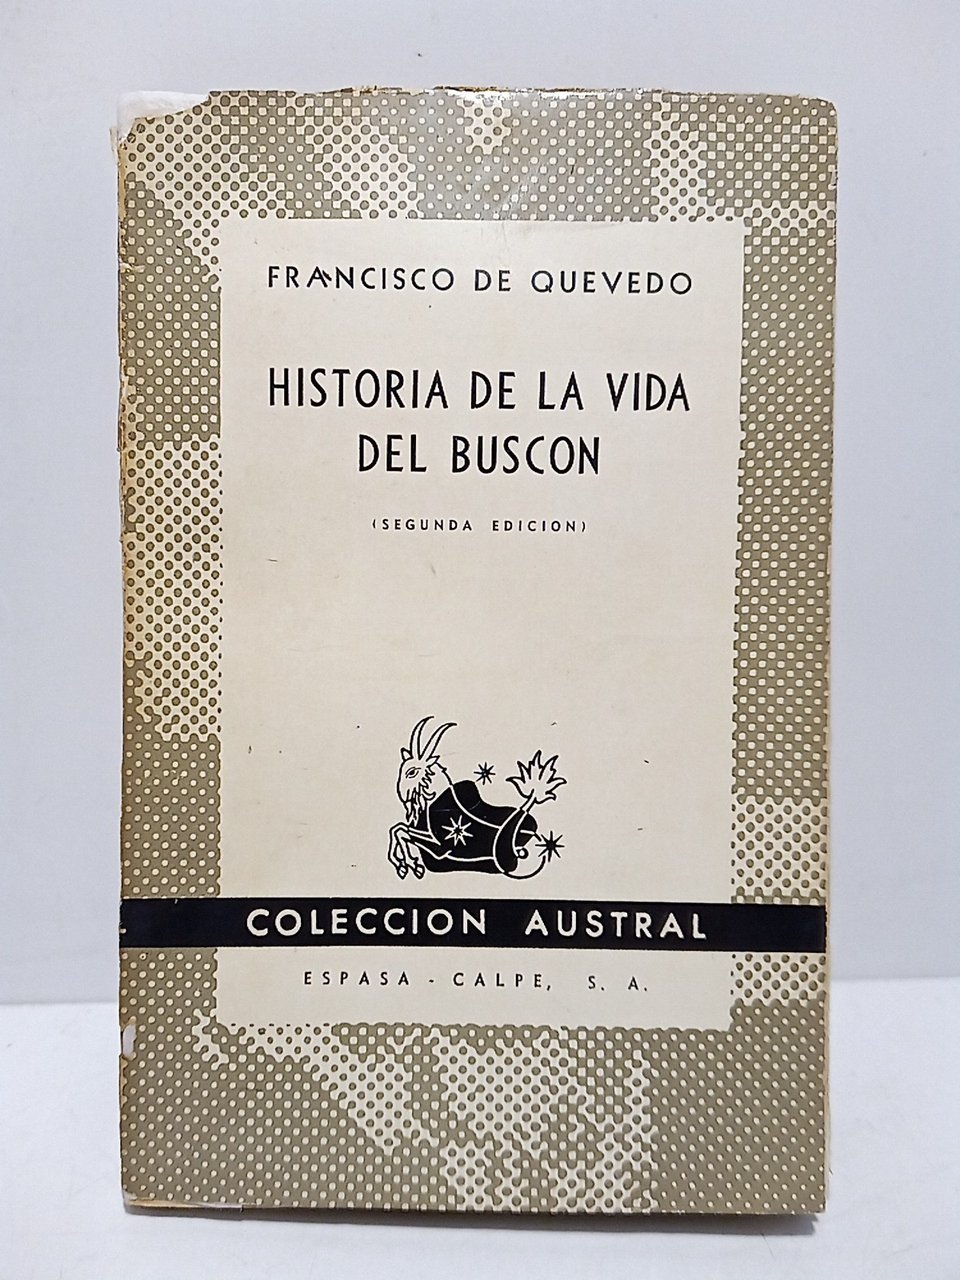 FRANCISCO DE QUEVEDO
HISTORIA DE LA VIDA
DEL BUSCON
(SEGUNDA EDICION)
COLECCION AUSTRAL
ESPASA - CALPE, S. A.